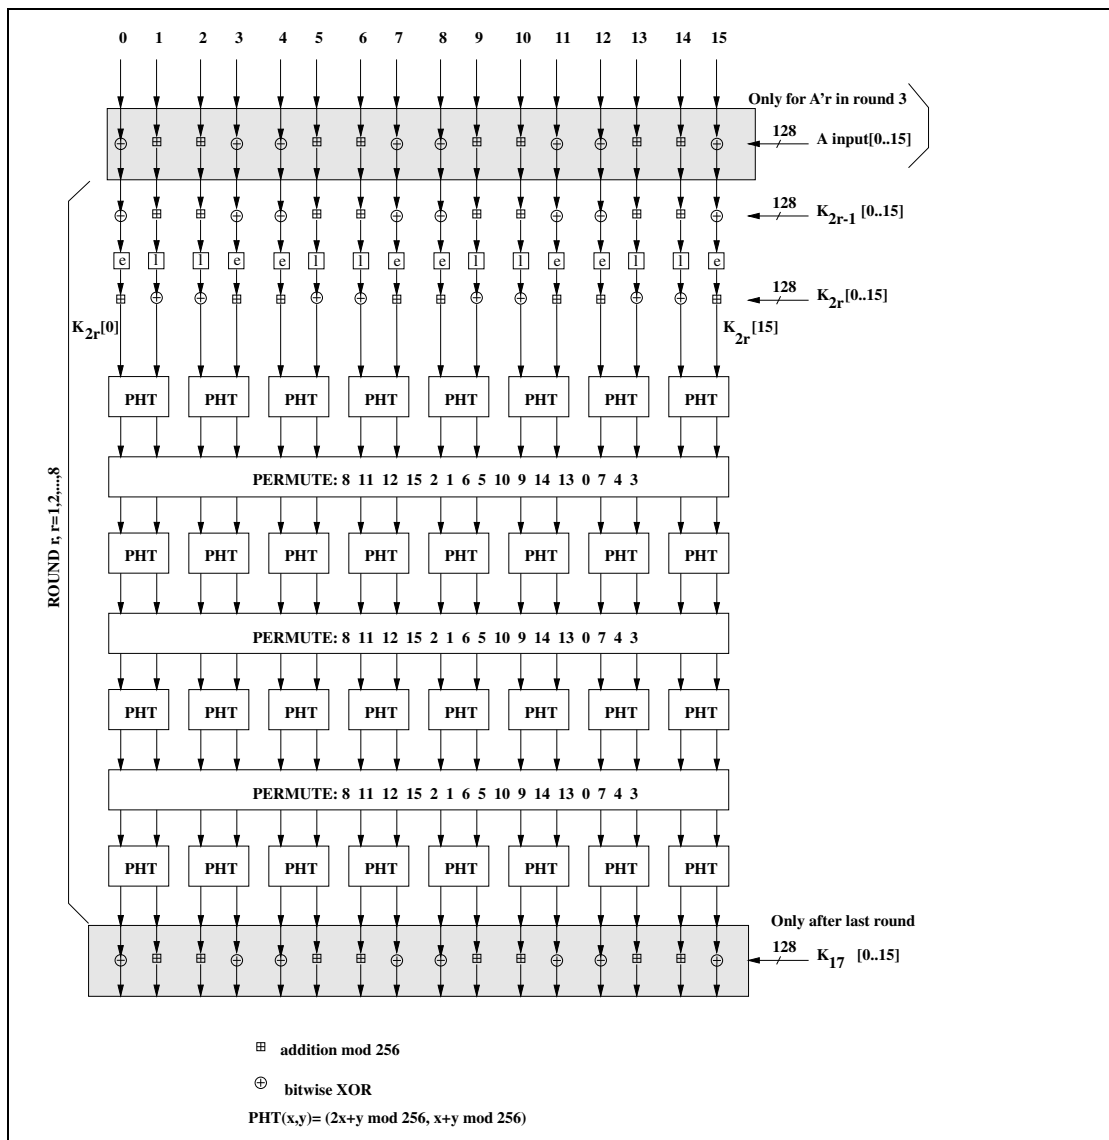 0 1 2 3 4 5 6 7 8 9 10 11 12 13 14 15
Only for A'r in round 3
128
A input[0..15]
128
K2r-1 [0..15]
e l l e e l l e e l l e e l l e
128
K2r[0..15]
K2r[0]
K2r[15]
PHT PHT PHT PHT PHT PHT PHT PHT
PERMUTE: 8 11 12 15 2 1 6 5 10 9 14 13 0 7 4 3
ROUND r, r=1,2,...,8
PHT PHT PHT PHT PHT PHT PHT PHT
PERMUTE: 8 11 12 15 2 1 6 5 10 9 14 13 0 7 4 3
PHT PHT PHT PHT PHT PHT PHT PHT
PERMUTE: 8 11 12 15 2 1 6 5 10 9 14 13 0 7 4 3
PHT PHT PHT PHT PHT PHT PHT PHT
Only after last round
128
K17 [0..15]
addition mod 256
bitwise XOR
PHT(x,y)= (2x+y mod 256, x+y mod 256)